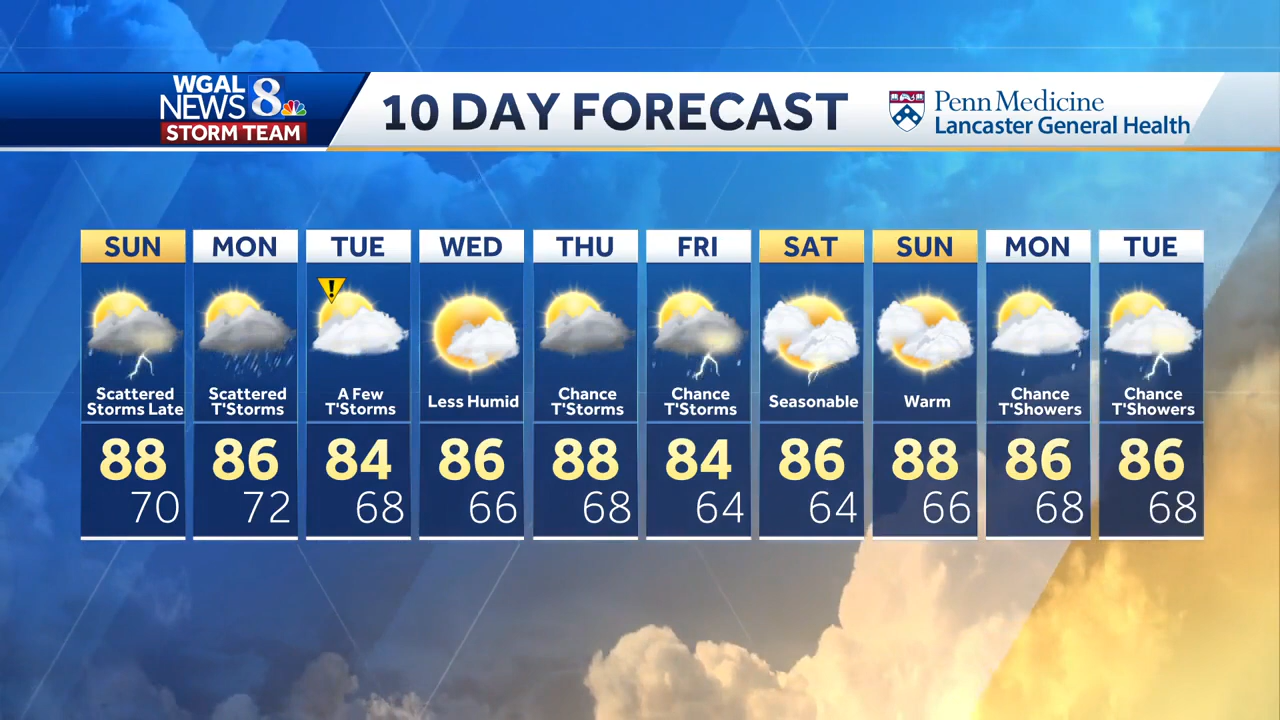 WGAL
NEWS 8
STORM TEAM
10 DAY FORECAST
Penn Medicine
Lancaster General Health
SUN
Scattered
Storms Late
88
70
MON
Scattered
T'Storms
86
72
TUE
!
A Few
T'Storms
84
68
WED
Less Humid
86
66
THU
Chance
T'Storms
88
68
FRI
Chance
T'Storms
84
64
SAT
Seasonable
86
64
SUN
Warm
88
66
MON
Chance
T'Showers
86
68
TUE
Chance
T'Showers
86
68